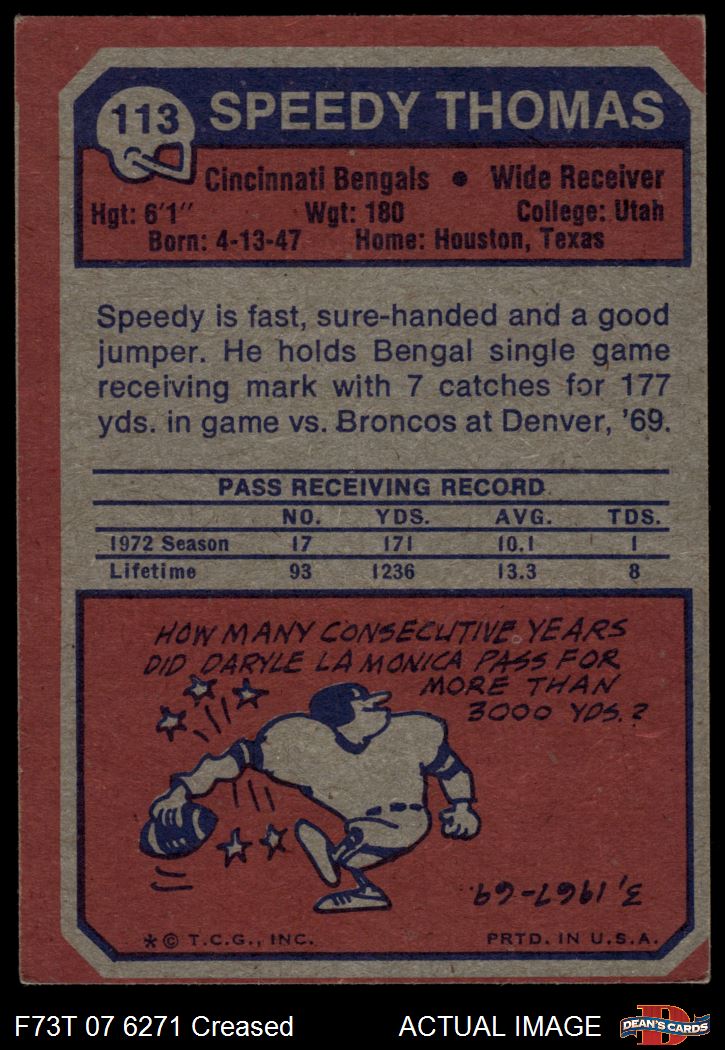 113 SPEEDY THOMAS
Cincinnati Bengals • Wide Receiver
Hgt: 6'1" Wgt: 180 College: Utah
Born: 4-13-47 Home: Houston, Texas
Speedy is fast, sure-handed and a good
jumper. He holds Bengal single game
receiving mark with 7 catches for 177
yds. in game vs. Broncos at Denver, '69.
PASS RECEIVING RECORD
NO. YDS. AVG. TDS.
1972 Season 17 171 10.1 1
Lifetime 93 1236 13.3 8
HOW MANY CONSECUTIVE YEARS
DID DARYLE LA MONICA PASS FOR
MORE THAN
3000 YDS.?
3, 1967-69.
*© T.C.G., INC. PRTD. IN U.S.A.
F73T 07 6271 Creased ACTUAL IMAGE
D
DEAN'S CARDS